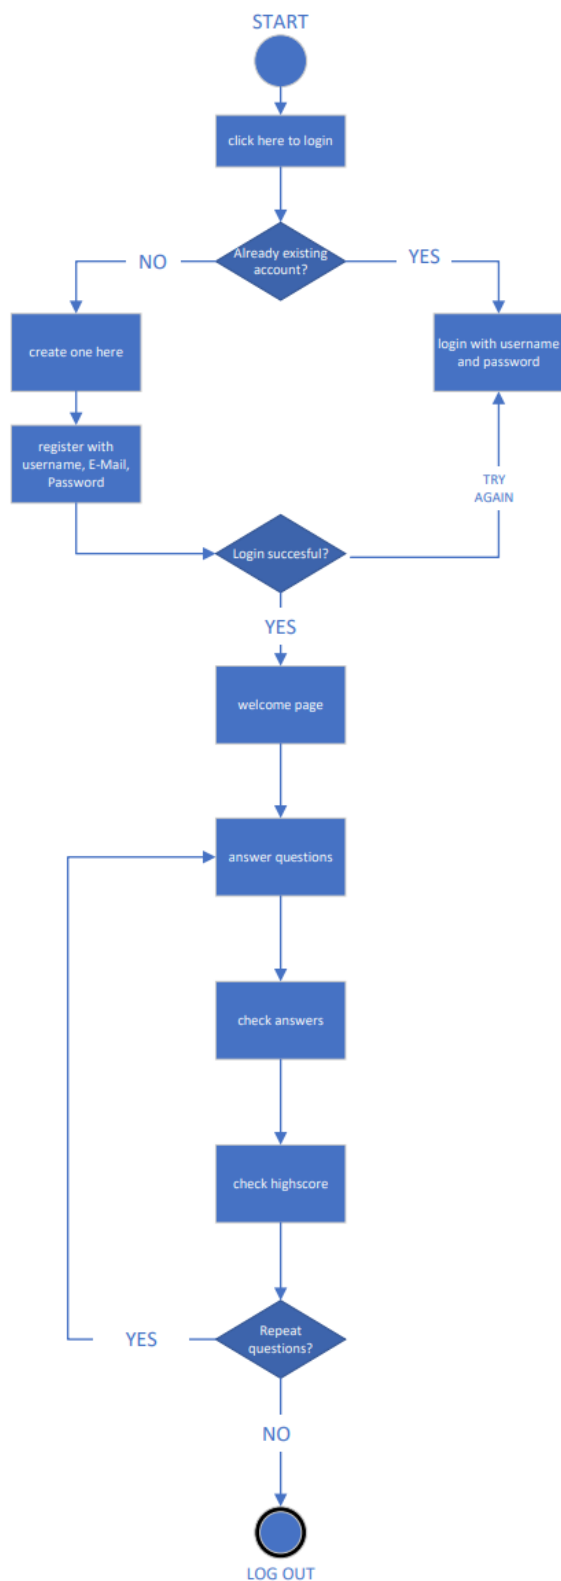 START
click here to login
Already existing
account?
NO
YES
create one here
login with username
and password
register with
username, E-Mail,
Password
TRY
AGAIN
Login succesful?
YES
welcome page
answer questions
check answers
check highscore
Repeat
questions?
YES
NO
LOG OUT